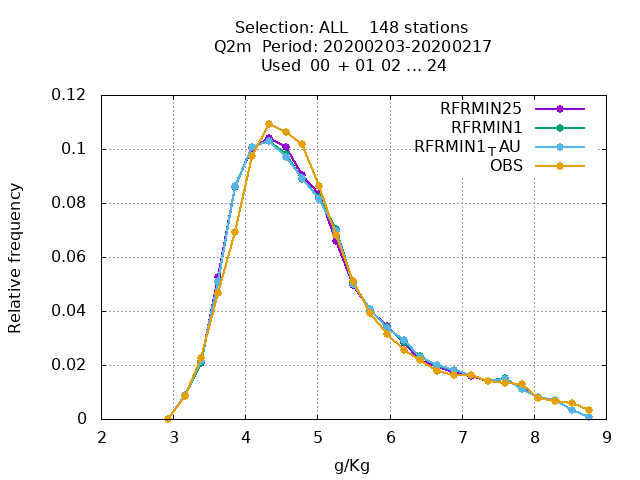 Selection: ALL 148 stations
Q2m Period: 20200203-20200217
Used 00 + 01 02 ... 24
RFRMIN25
RFRMIN1
RFRMIN1┬AU
OBS
0.12
0.1
0.08
0.06
0.04
0.02
0
Relative frequency
2 3 4 5 6 7 8 9
g/Kg